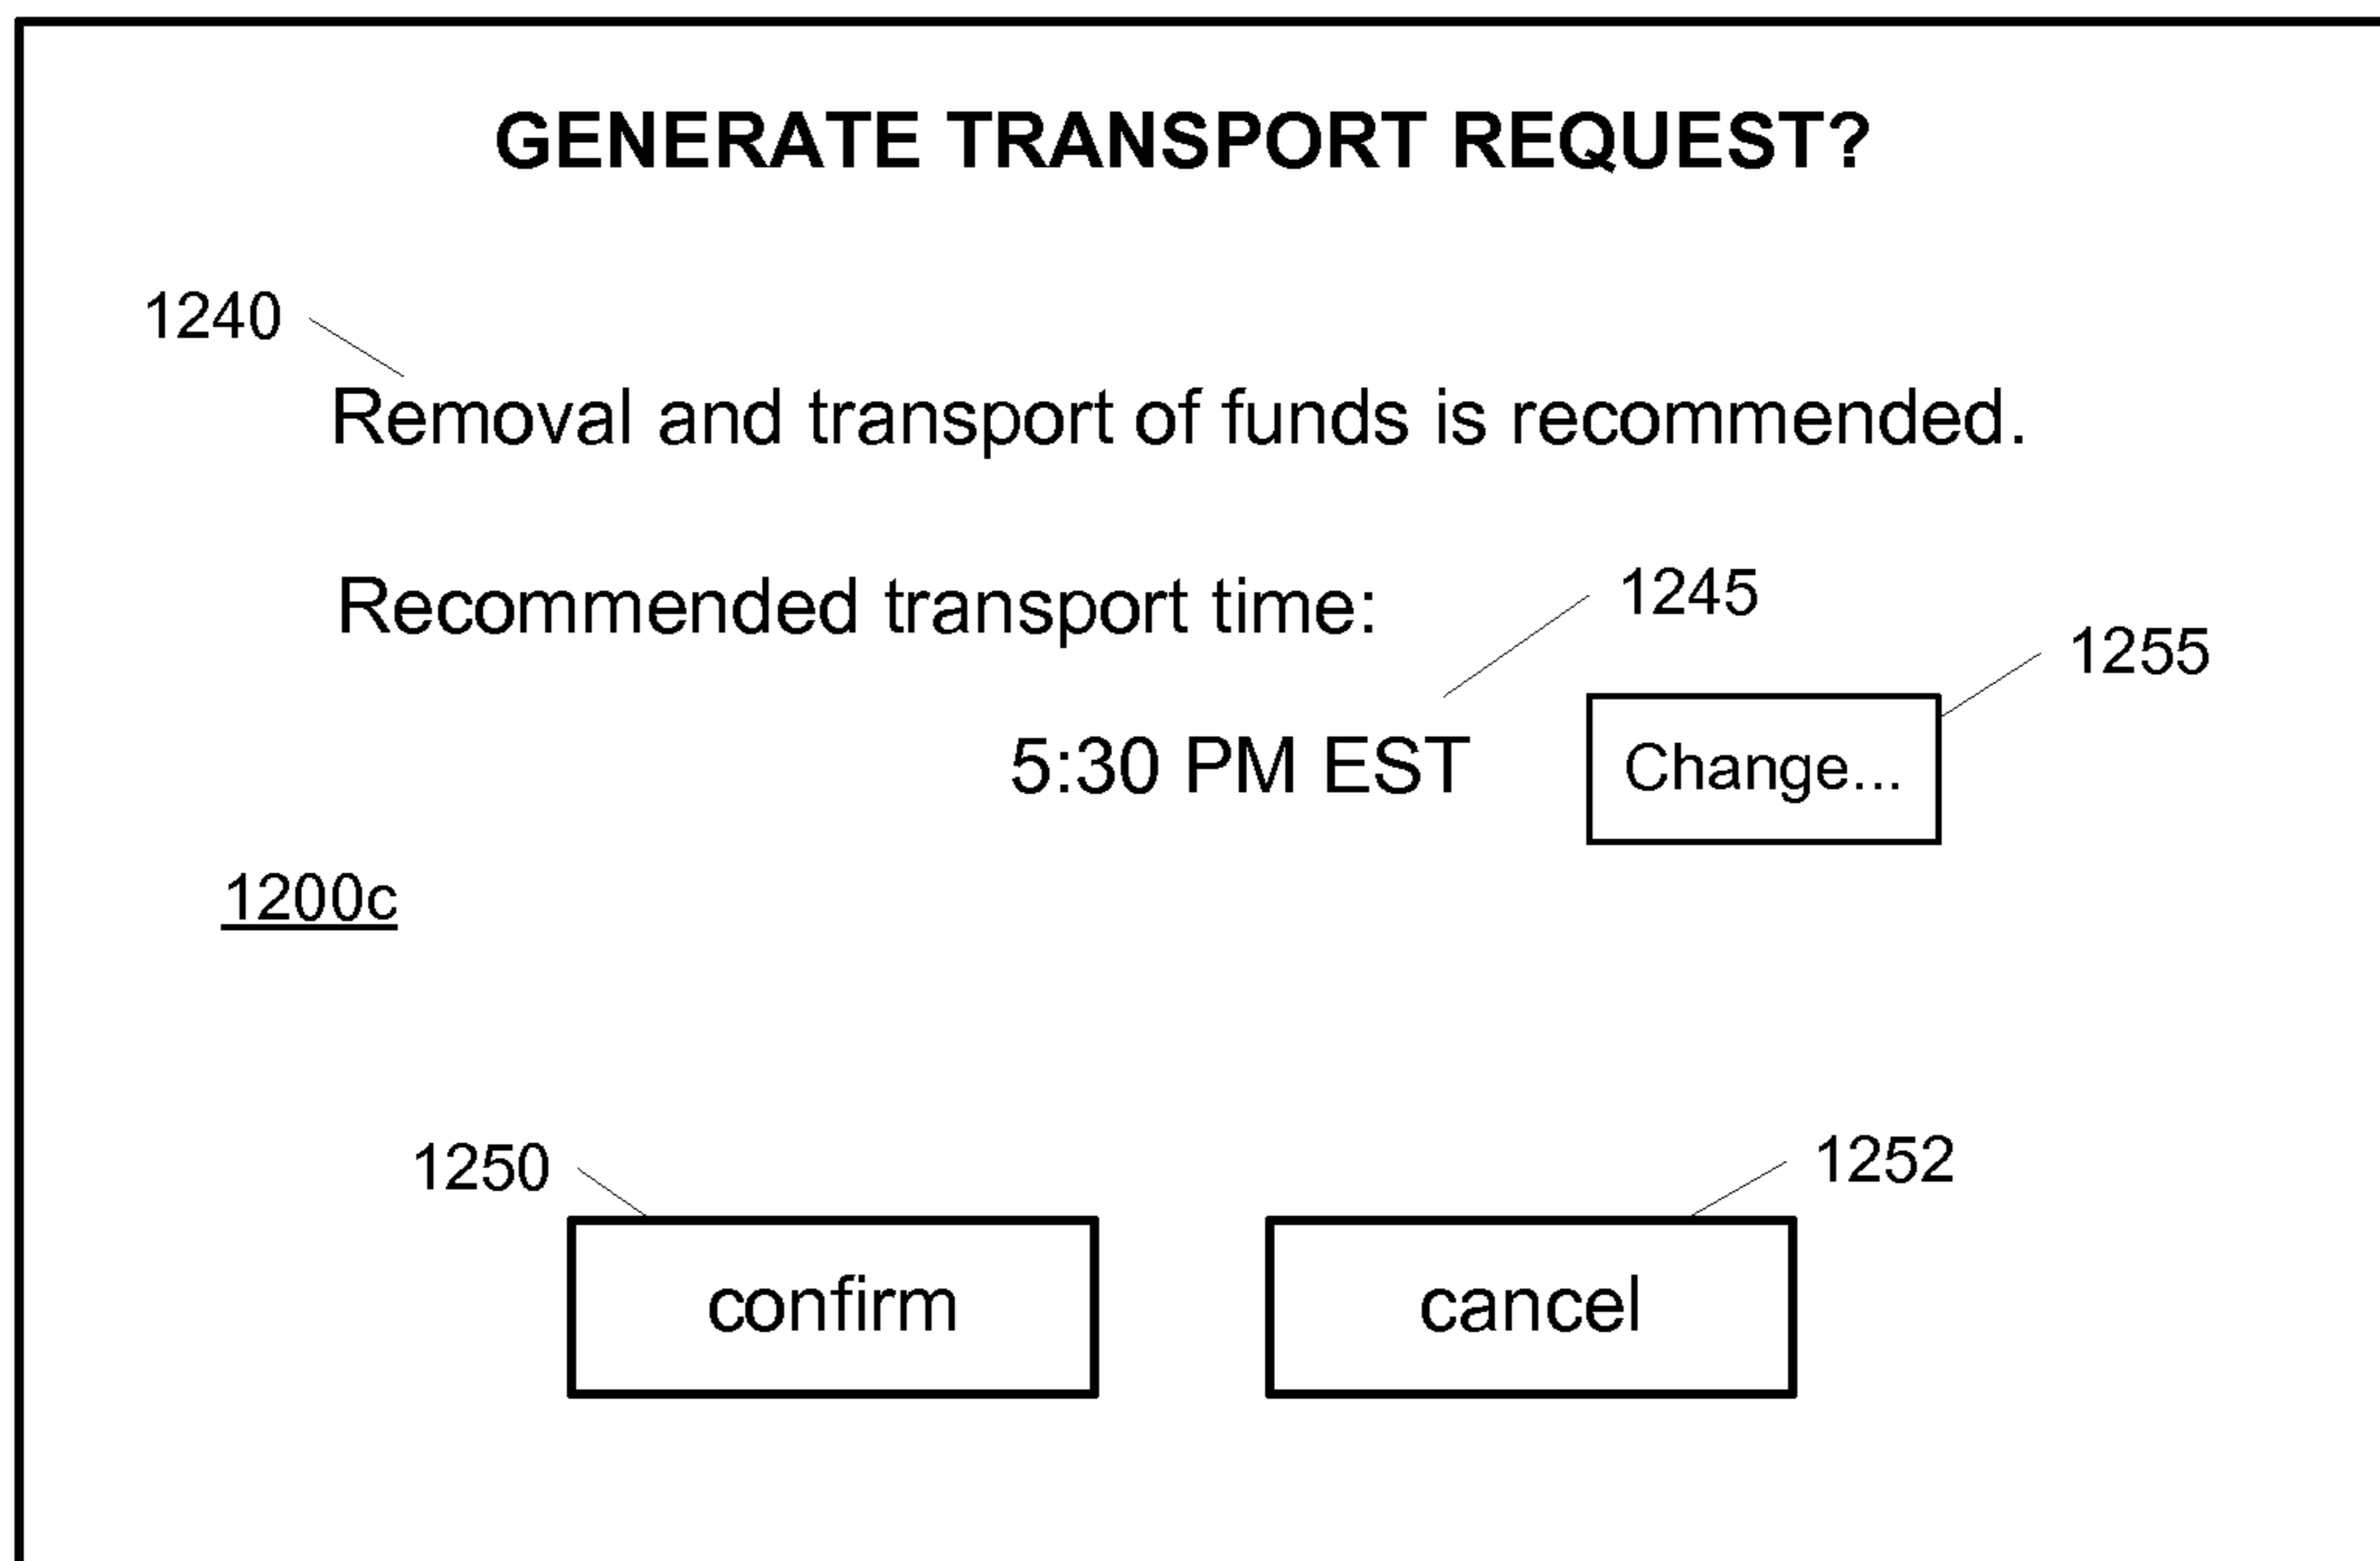 GENERATE TRANSPORT REQUEST?
1240
Removal and transport of funds is recommended.
Recommended transport time:
1245
1255
5:30 PM EST
Change...
1200c
1250
1252
confirm
cancel